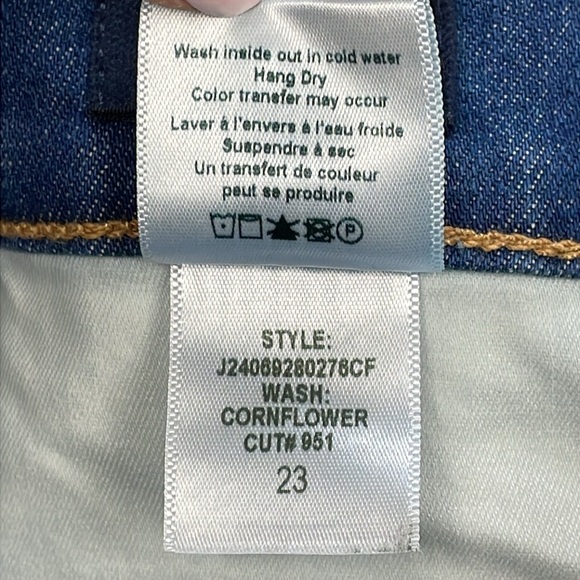 Wash inside out in cold water
Hang Dry
Color transfer may occur
Laver à l'envers à l'eau froide
Suspendre à sec
Un transfert de couleur
peut se produire
P
STYLE:
J24069280276CF
WASH:
CORNFLOWER
CUT# 951
23